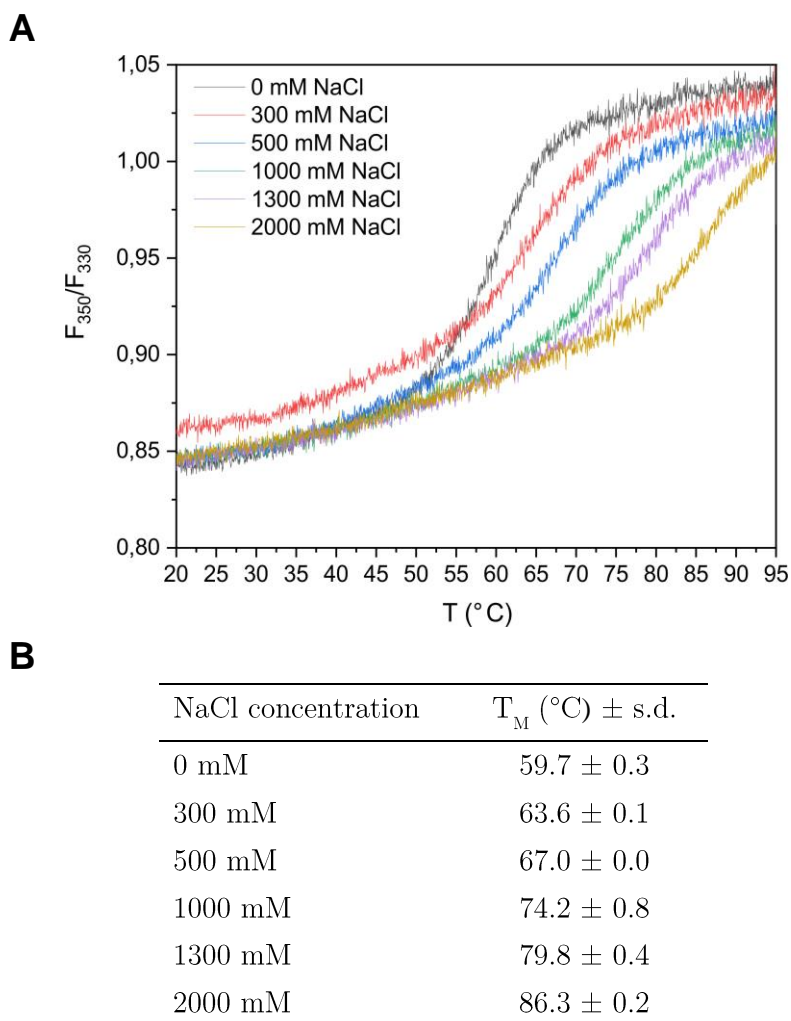 A
1,05
1,00
0,95
0,90
0,85
0,80
F350/F330
0 mM NaCl
300 mM NaCl
500 mM NaCl
1000 mM NaCl
1300 mM NaCl
2000 mM NaCl
20 25 30 35 40 45 50 55 60 65 70 75 80 85 90 95
T (° C)
B
NaCl concentration TM (°C) ± s.d.
0 mM 59.7 ± 0.3
300 mM 63.6 ± 0.1
500 mM 67.0 ± 0.0
1000 mM 74.2 ± 0.8
1300 mM 79.8 ± 0.4
2000 mM 86.3 ± 0.2